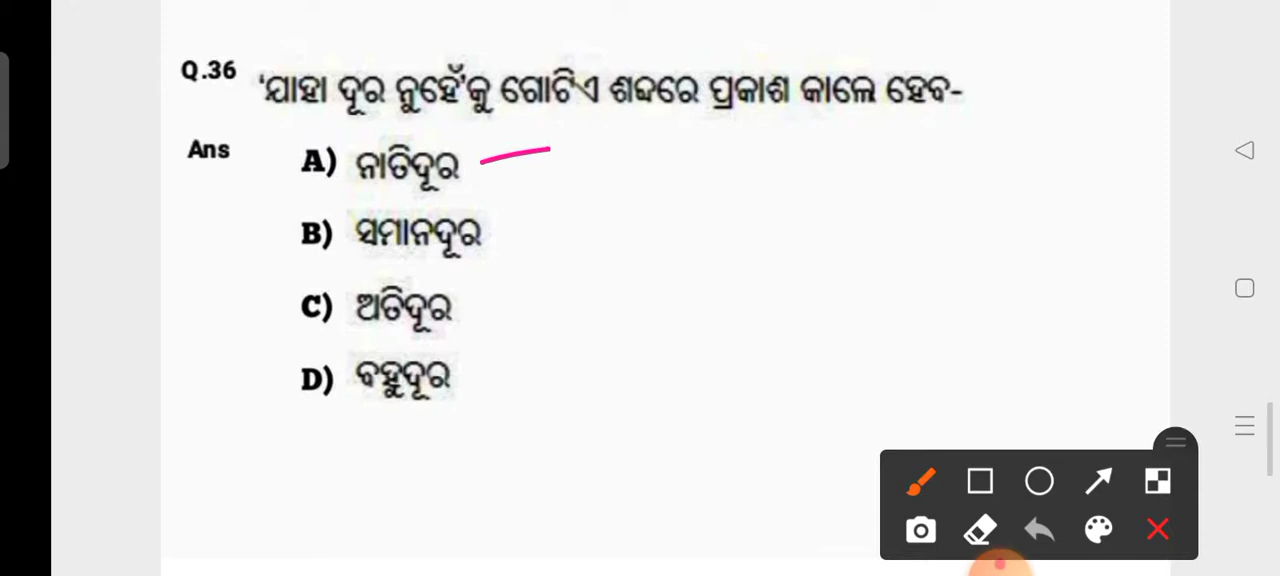 Q.36 'ଯାହା ଦୂର ନୁହେଁ'କୁ ଗୋଟିଏ ଶବ୍ଦରେ ପ୍ରକାଶ କାଲେ ହେବ-
Ans A) ନାତିଦୂର
B) ସମାନଦୂର
C) ଅତିଦୂର
D) ବହୁଦୂର